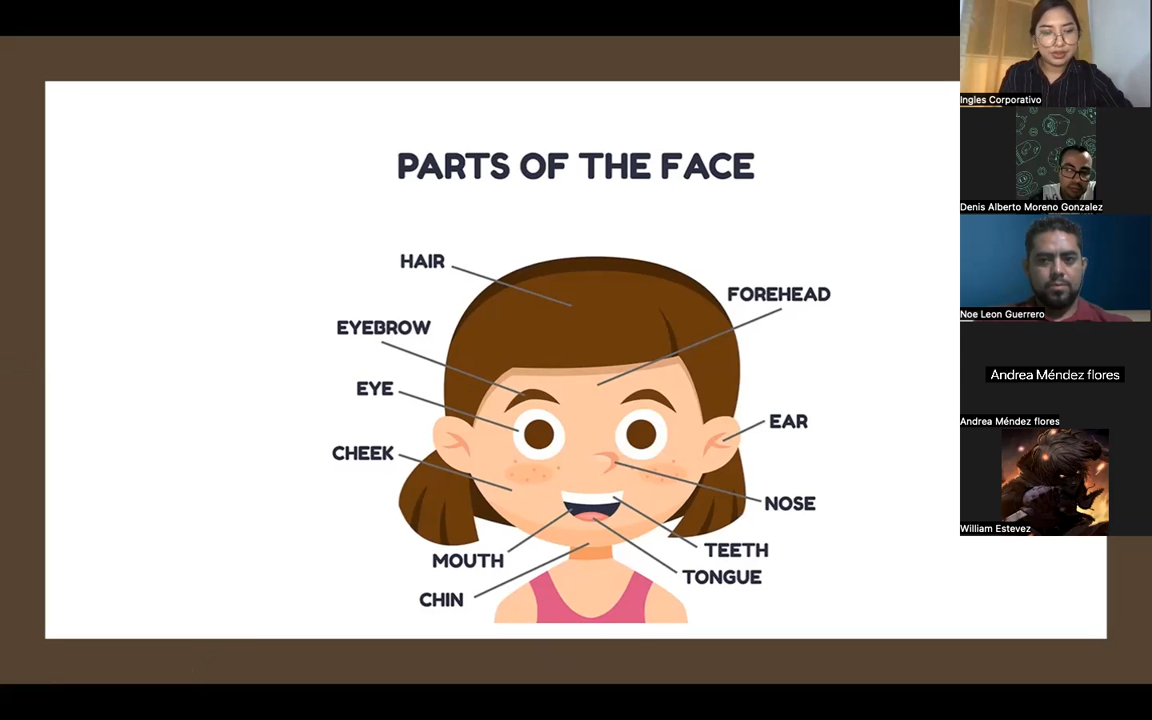 PARTS OF THE FACE
HAIR
FOREHEAD
EYEBROW
EYE
EAR
CHEEK
NOSE
MOUTH
TEETH
TONGUE
CHIN
Ingles Corporativo
Denis Alberto Moreno Gonzalez
Noe Leon Guerrero
Andrea Méndez flores
Andrea Méndez flores
William Estevez